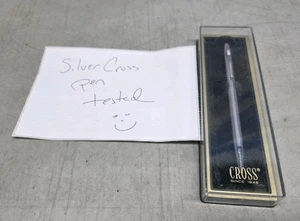 Silver Cross
pen
tested
CROSS
SINCE 1846